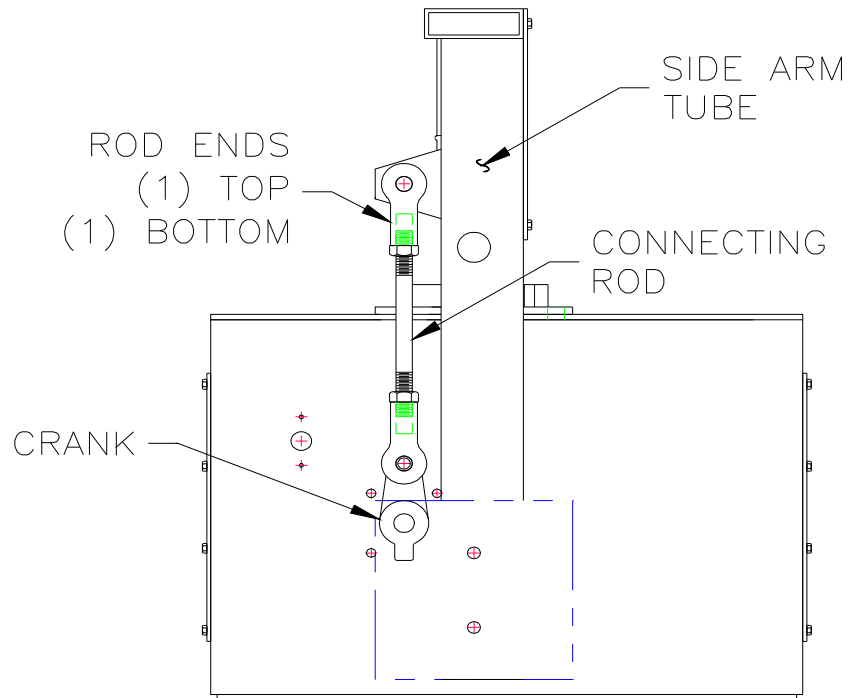 SIDE ARM
TUBE
ROD ENDS
(1) TOP
(1) BOTTOM
CONNECTING
ROD
CRANK